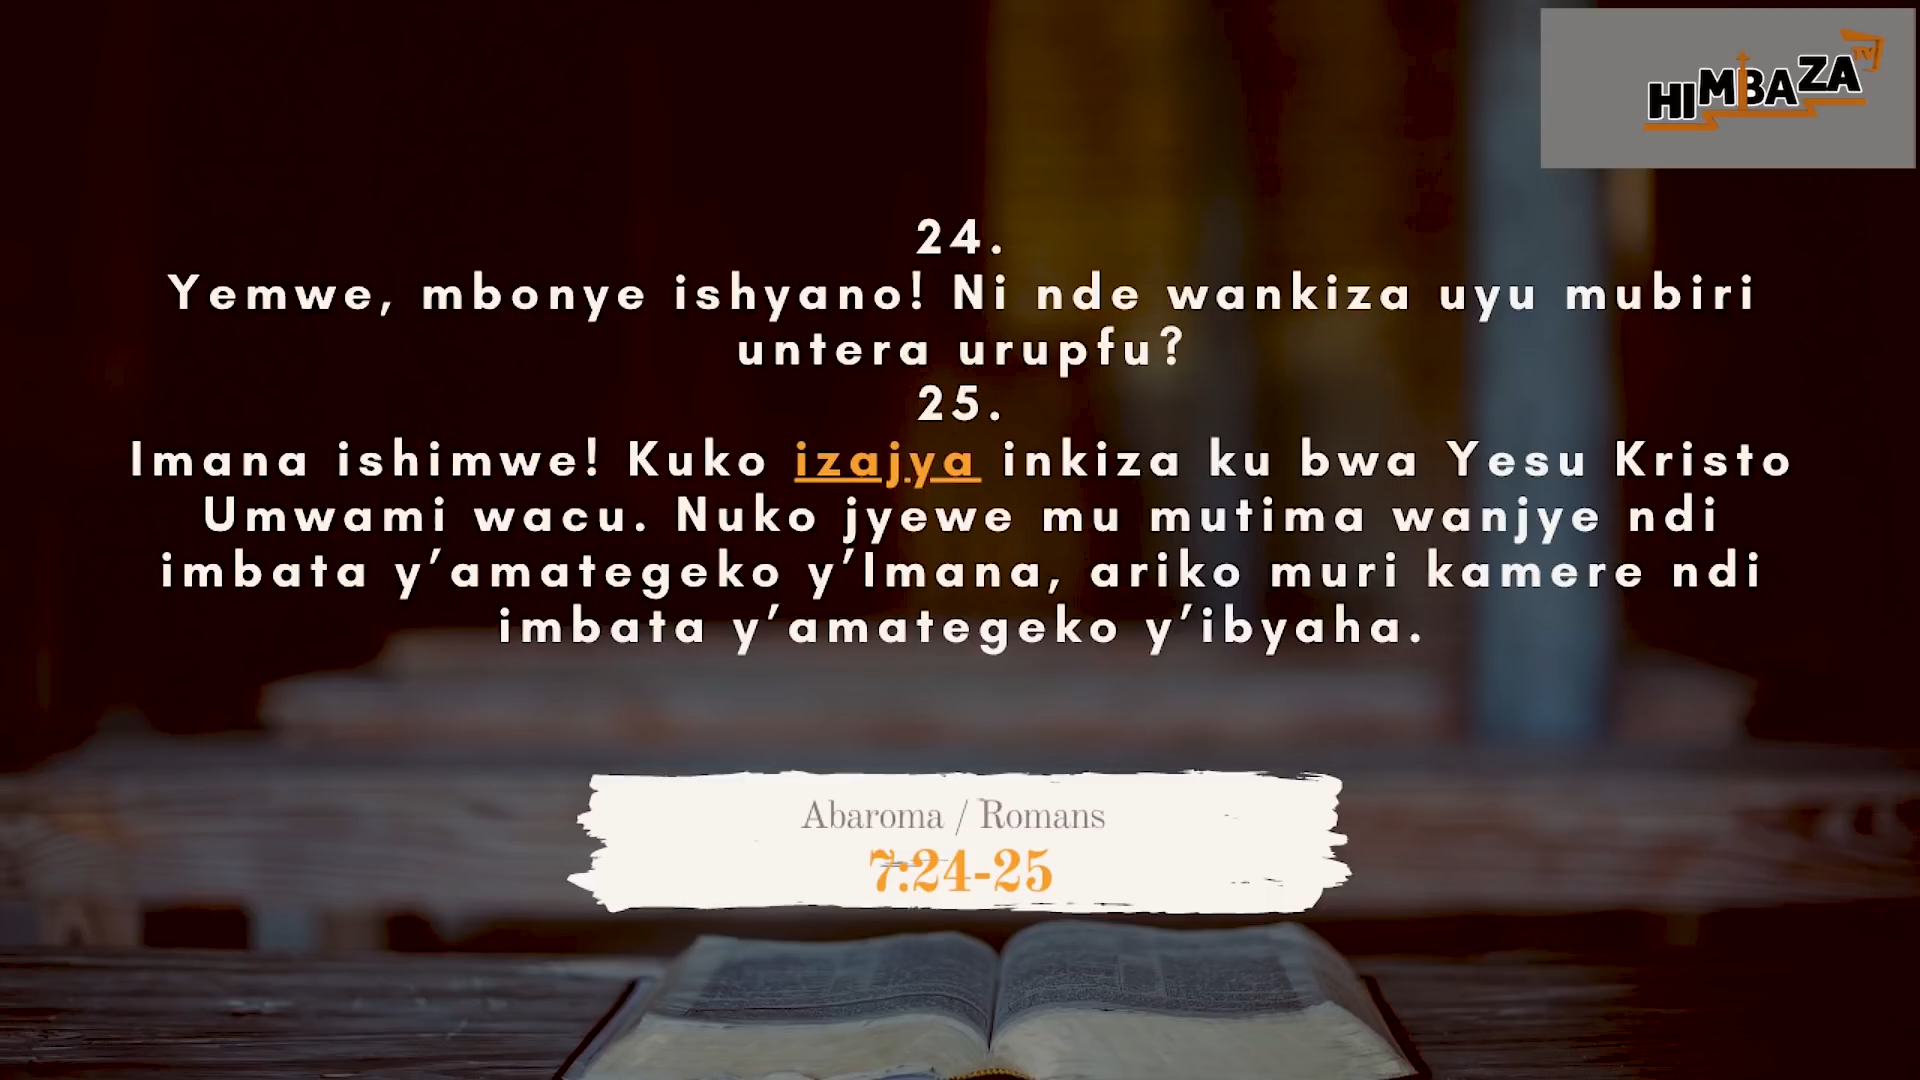 HIMBAZA TV
24.
Yemwe, mbonye ishyano! Ni nde wankiza uyu mubiri
untera urupfu?
25.
Imana ishimwe! Kuko izajya inkiza ku bwa Yesu Kristo
Umwami wacu. Nuko jyewe mu mutima wanjye ndi
imbata y’amategeko y’Imana, ariko muri kamere ndi
imbata y’amategeko y’ibyaha.
Abaroma / Romans
7:24-25